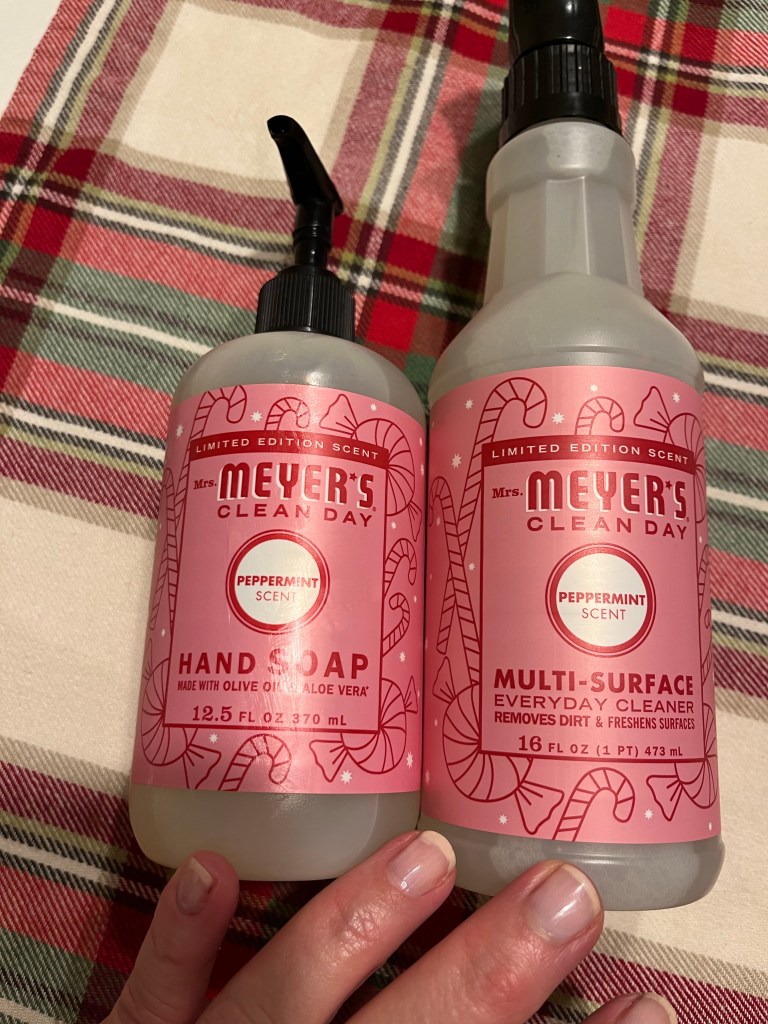 LIMITED EDITION SCENT
Mrs. MEYER'S
CLEAN DAY
PEPPERMINT
SCENT
HAND SOAP
MADE WITH OLIVE OIL & ALOE VERA*
12.5 FL OZ 370 mL
LIMITED EDITION SCENT
Mrs. MEYER'S®
CLEAN DAY
PEPPERMINT
SCENT
MULTI-SURFACE
EVERYDAY CLEANER
REMOVES DIRT & FRESHENS SURFACES
16 FL OZ (1 PT) 473 mL